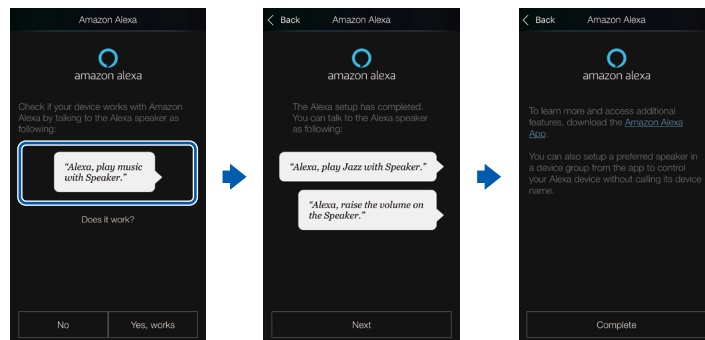 Amazon Alexa
amazon alexa
Check if your device works with Amazon
Alexa by talking to the Alexa speaker as
following:
“Alexa, play music
with Speaker.”
Does it work?
No
Yes, works
Back
Amazon Alexa
amazon alexa
The Alexa setup has completed.
You can talk to the Alexa speaker
as following:
“Alexa, play Jazz with Speaker.”
“Alexa, raise the volume on
the Speaker.”
Next
Back
Amazon Alexa
amazon alexa
To learn more and access additional
features, download the Amazon Alexa
App.
You can also setup a preferred speaker in
a device group from the app to control
your Alexa device without calling its device
name.
Complete